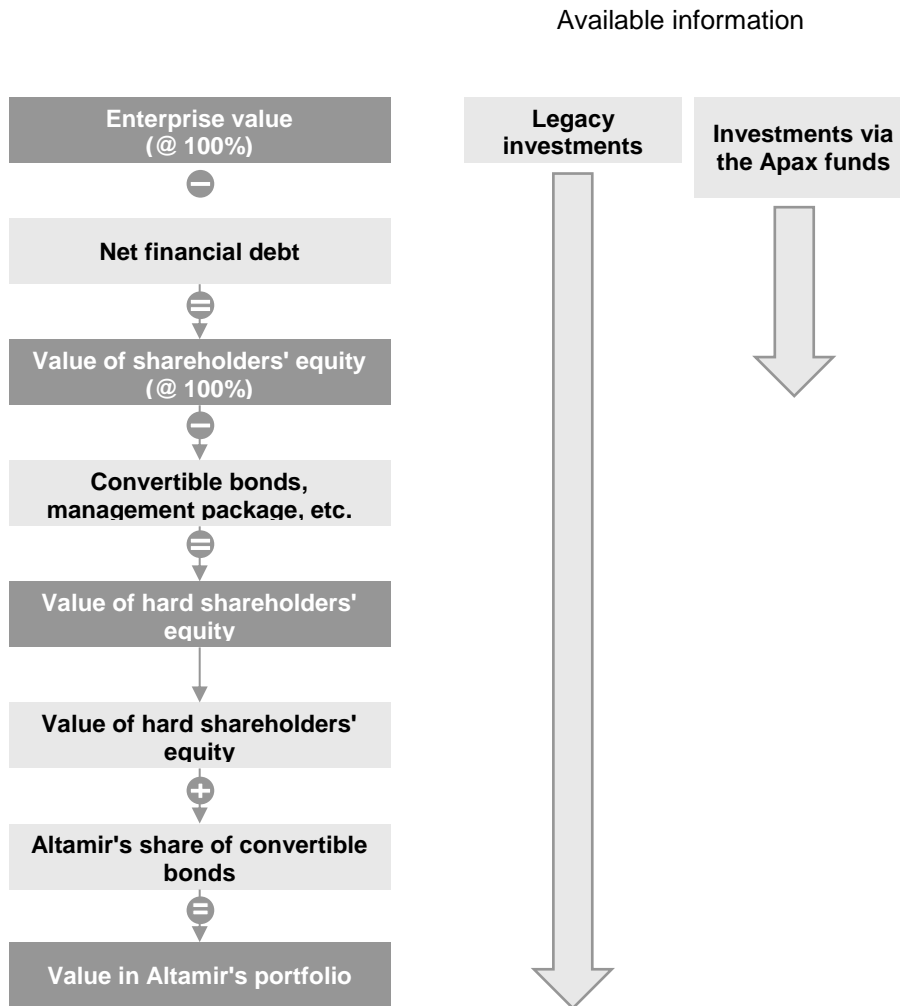 Available information
Enterprise value
(@ 100%)
Legacy
investments
Investments via
the Apax funds
Net financial debt
Value of shareholders' equity
(@ 100%)
Convertible bonds,
management package, etc.
Value of hard shareholders'
equity
Value of hard shareholders'
equity
Altamir's share of convertible
bonds
Value in Altamir's portfolio